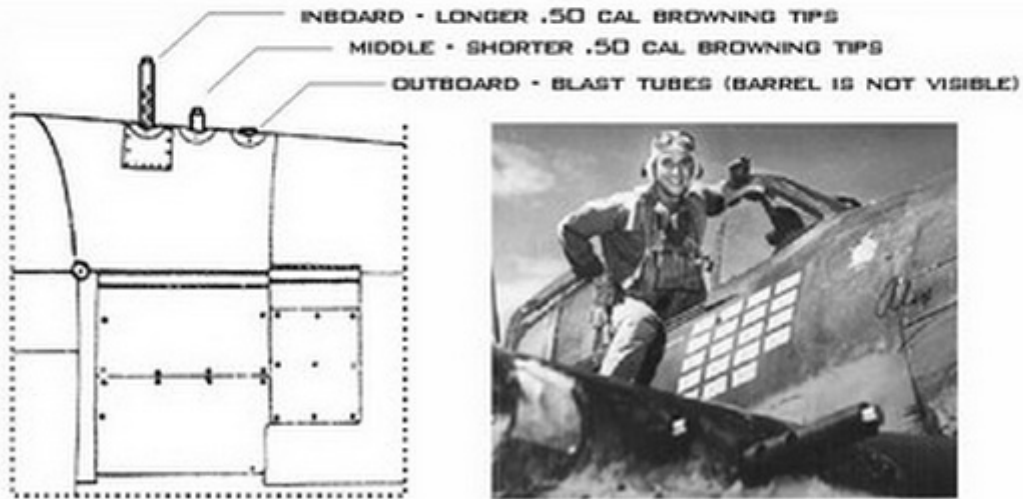 INBOARD - LONGER .50 CAL BROWNING TIPS
MIDDLE - SHORTER .50 CAL BROWNING TIPS
OUTBOARD - BLAST TUBES (BARREL IS NOT VISIBLE)